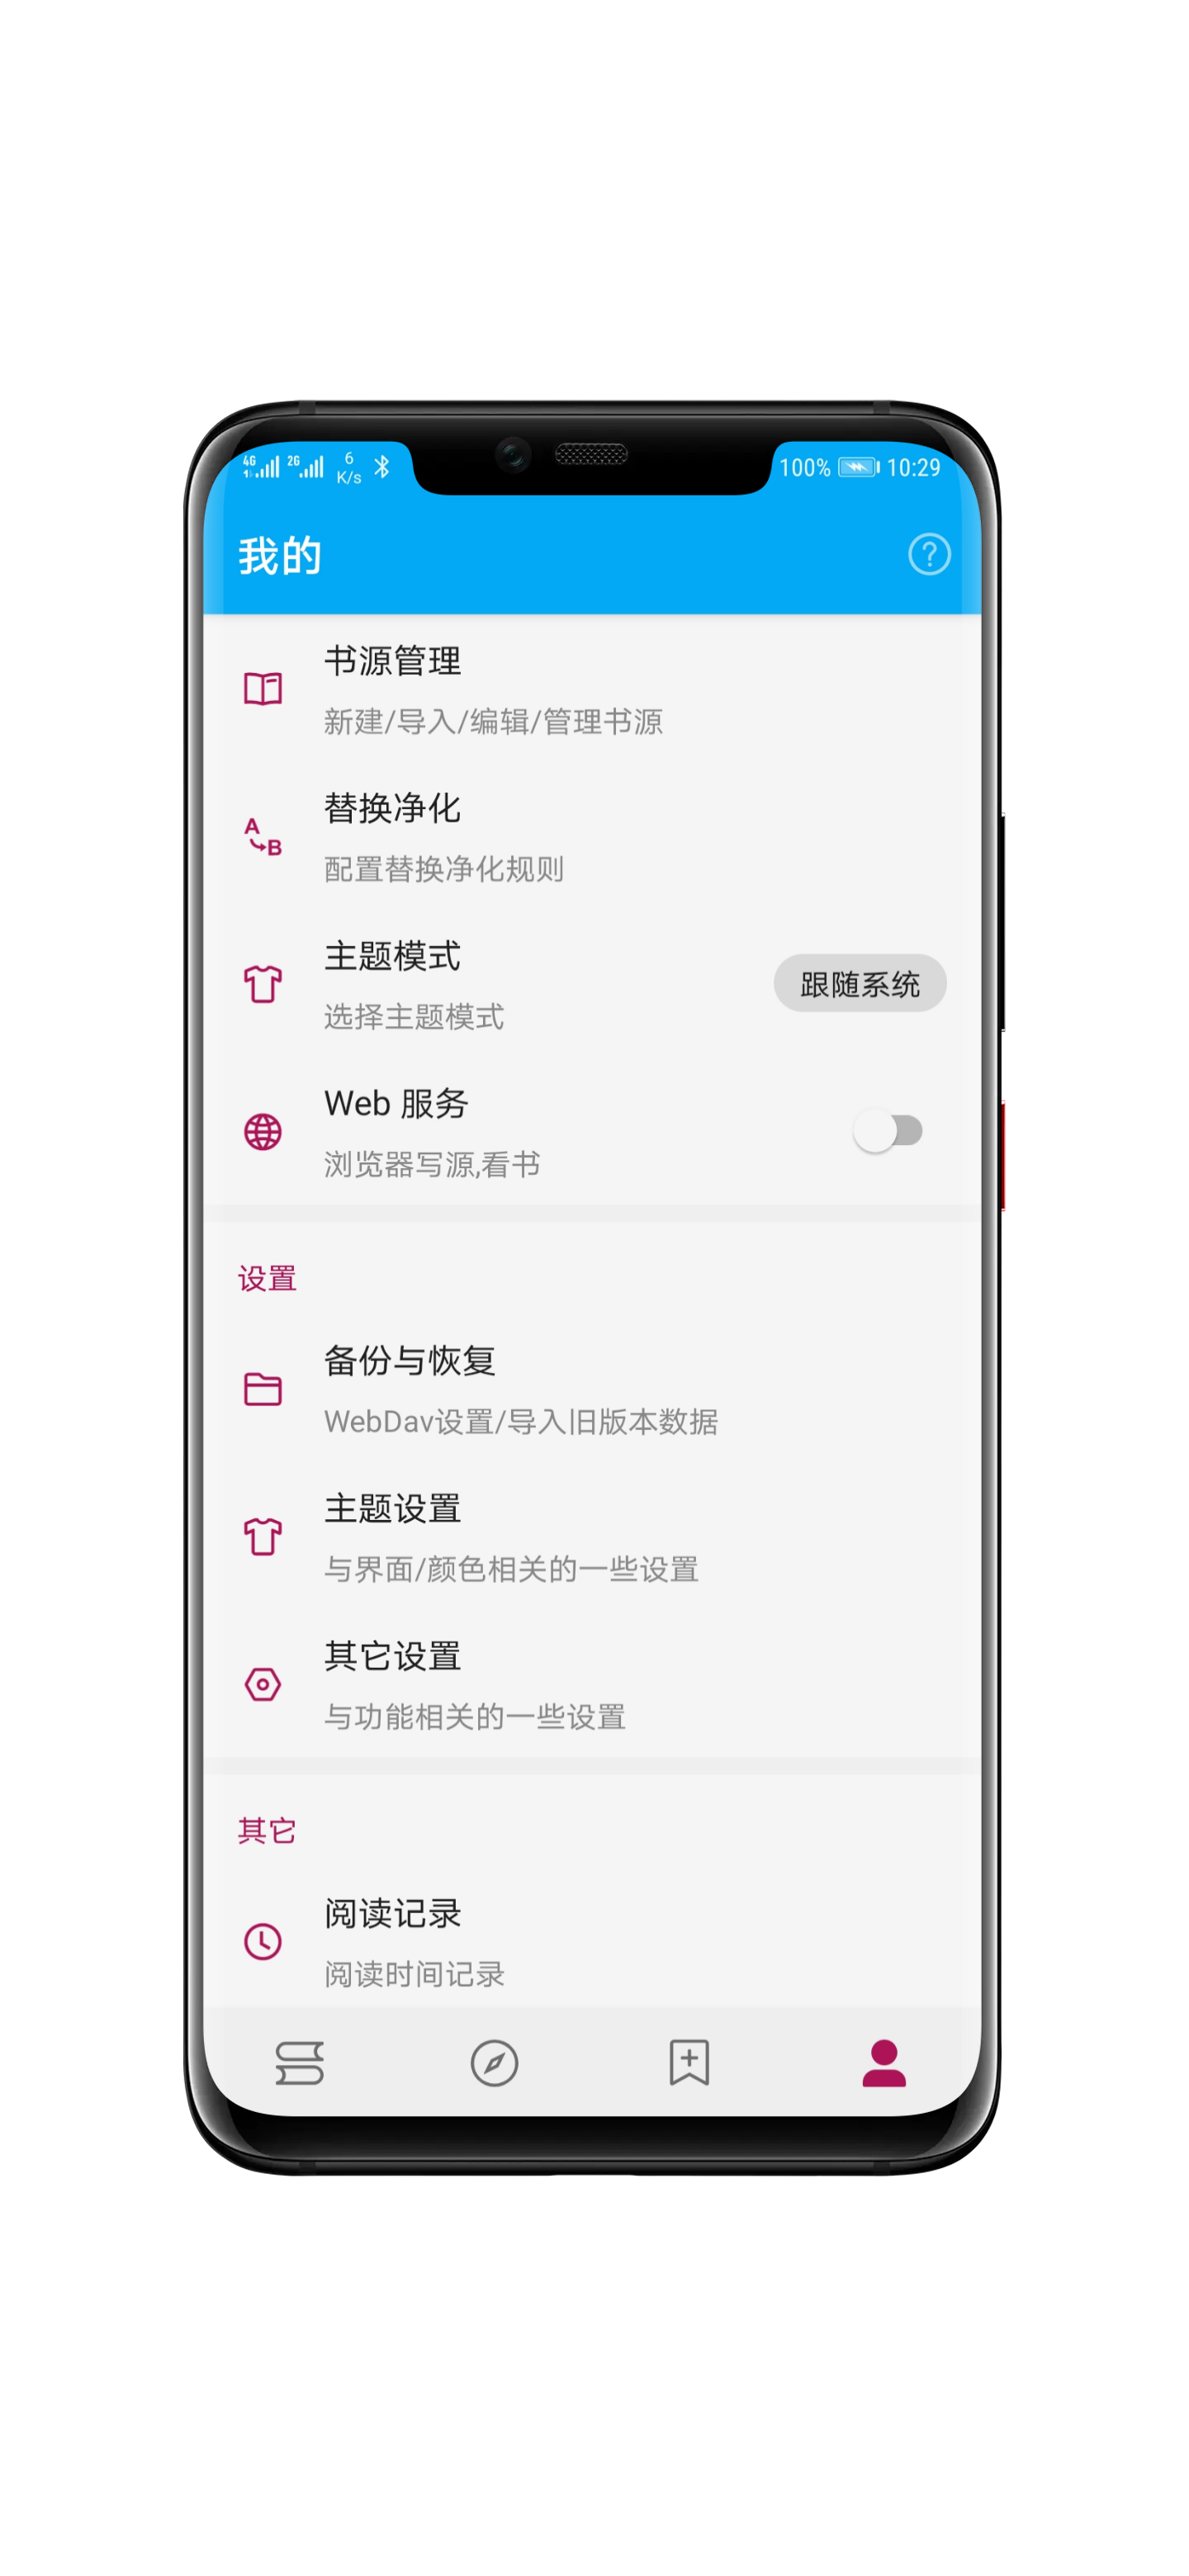 4G 2G 6 K/s 100% 10:29
我的
书源管理
新建/导入/编辑/管理书源
A B
替换净化
配置替换净化规则
主题模式
选择主题模式
跟随系统
Web 服务
浏览器写源,看书
设置
备份与恢复
WebDav设置/导入旧版本数据
主题设置
与界面/颜色相关的一些设置
其它设置
与功能相关的一些设置
其它
阅读记录
阅读时间记录